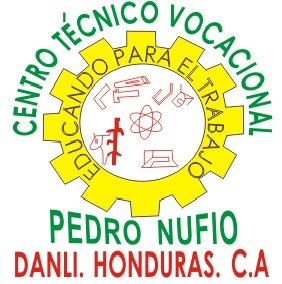 CENTRO TÉCNICO VOCACIONAL
EDUCANDO PARA EL TRABAJO
PEDRO NUFIO
DANLI. HONDURAS. C.A